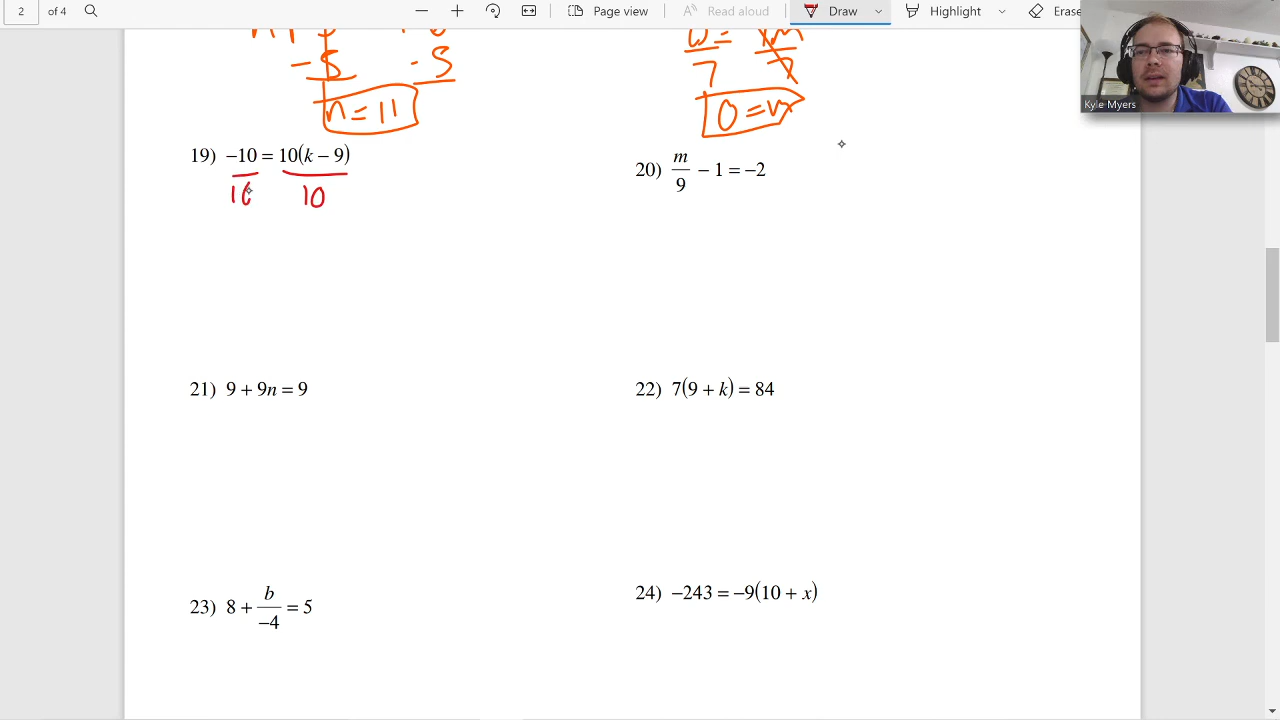 2 of 4 Page view Read aloud Draw Highlight Erase
- 5 - 5
7 7
n = 11
0 = m
Kyle Myers
19) −10 = 10(k − 9)
10 10
20) m/9 − 1 = −2
21) 9 + 9n = 9
22) 7(9 + k) = 84
23) 8 + b/−4 = 5
24) −243 = −9(10 + x)